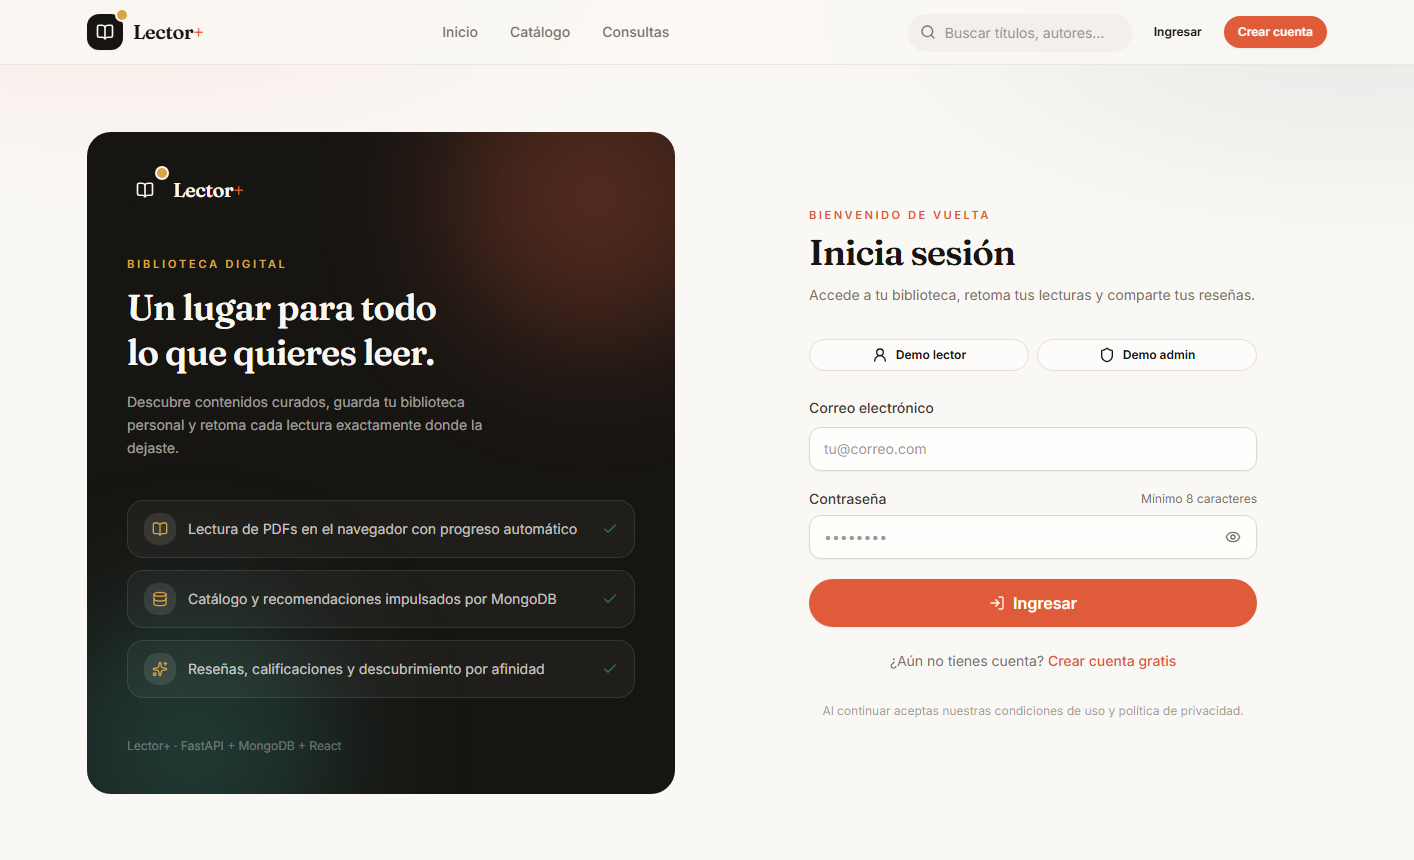 Lector+
Inicio
Catálogo
Consultas
Buscar títulos, autores...
Ingresar
Crear cuenta
Lector+
BIBLIOTECA DIGITAL
Un lugar para todo
lo que quieres leer.
Descubre contenidos curados, guarda tu biblioteca
personal y retoma cada lectura exactamente donde la
dejaste.
Lectura de PDFs en el navegador con progreso automático
Catálogo y recomendaciones impulsados por MongoDB
Reseñas, calificaciones y descubrimiento por afinidad
Lector+ · FastAPI + MongoDB + React
BIENVENIDO DE VUELTA
Inicia sesión
Accede a tu biblioteca, retoma tus lecturas y comparte tus reseñas.
Demo lector
Demo admin
Correo electrónico
tu@correo.com
Contraseña
Mínimo 8 caracteres
••••••••
Ingresar
¿Aún no tienes cuenta? Crear cuenta gratis
Al continuar aceptas nuestras condiciones de uso y política de privacidad.